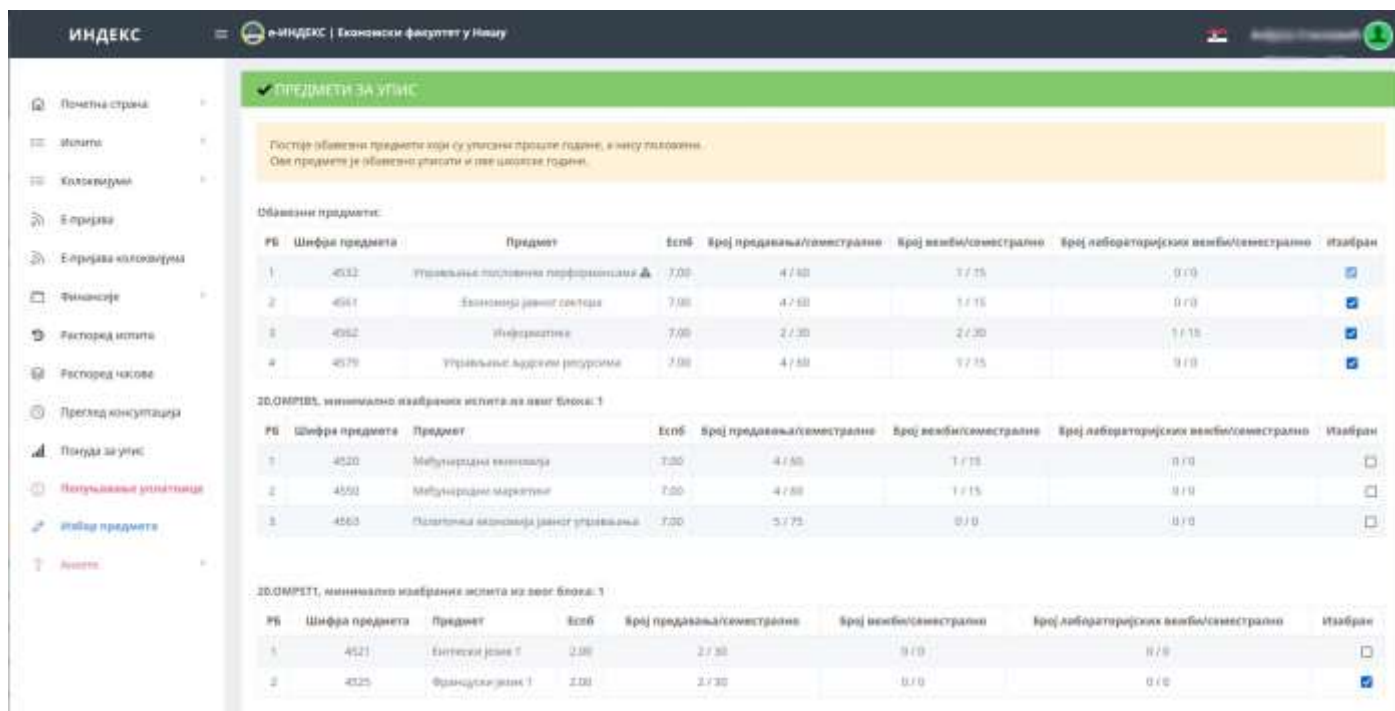 ИНДЕКС
е-ИНДЕКС | Економски факултет у Нишу
ПРЕДМЕТИ ЗА УПИС
Почетна страна
Испити
Колоквијуми
Е-пријава
Е-пријава колоквијума
Финансије
Распоред испита
Распоред часова
Преглед консултација
Понуда за упис
Попуњавање уплатнице
Избор предмета
Анкете
Постоје обавезни предмети који су уписани прошле године, а нису положени.
Ове предмете је обавезно уписати и ове школске године.
Обавезни предмети:
РБ Шифра предмета Предмет Еспб Број предавања/семестрално Број вежби/семестрално Број лабораторијских вежби/семестрално Изабран
1 4532 Управљање пословним перформансама 7.00 4 / 60 1 / 15 0 / 0
2 4561 Економија јавног сектора 7.00 4 / 60 1 / 15 0 / 0
3 4562 Информатика 7.00 2 / 30 2 / 30 1 / 15
4 4579 Управљање људским ресурсима 7.00 4 / 60 1 / 15 0 / 0
20.OMPIB5, минимално изабраних испита из овог блока: 1
РБ Шифра предмета Предмет Еспб Број предавања/семестрално Број вежби/семестрално Број лабораторијских вежби/семестрално Изабран
1 4520 Међународна економија 7.00 4 / 60 1 / 15 0 / 0
2 4550 Међународни маркетинг 7.00 4 / 60 1 / 15 0 / 0
3 4563 Политичка економија јавног управљања 7.00 5 / 75 0 / 0 0 / 0
20.OMPIT1, минимално изабраних испита из овог блока: 1
РБ Шифра предмета Предмет Еспб Број предавања/семестрално Број вежби/семестрално Број лабораторијских вежби/семестрално Изабран
1 4521 Енглески језик 1 2.00 2 / 30 0 / 0 0 / 0
2 4525 Француски језик 1 2.00 2 / 30 0 / 0 0 / 0